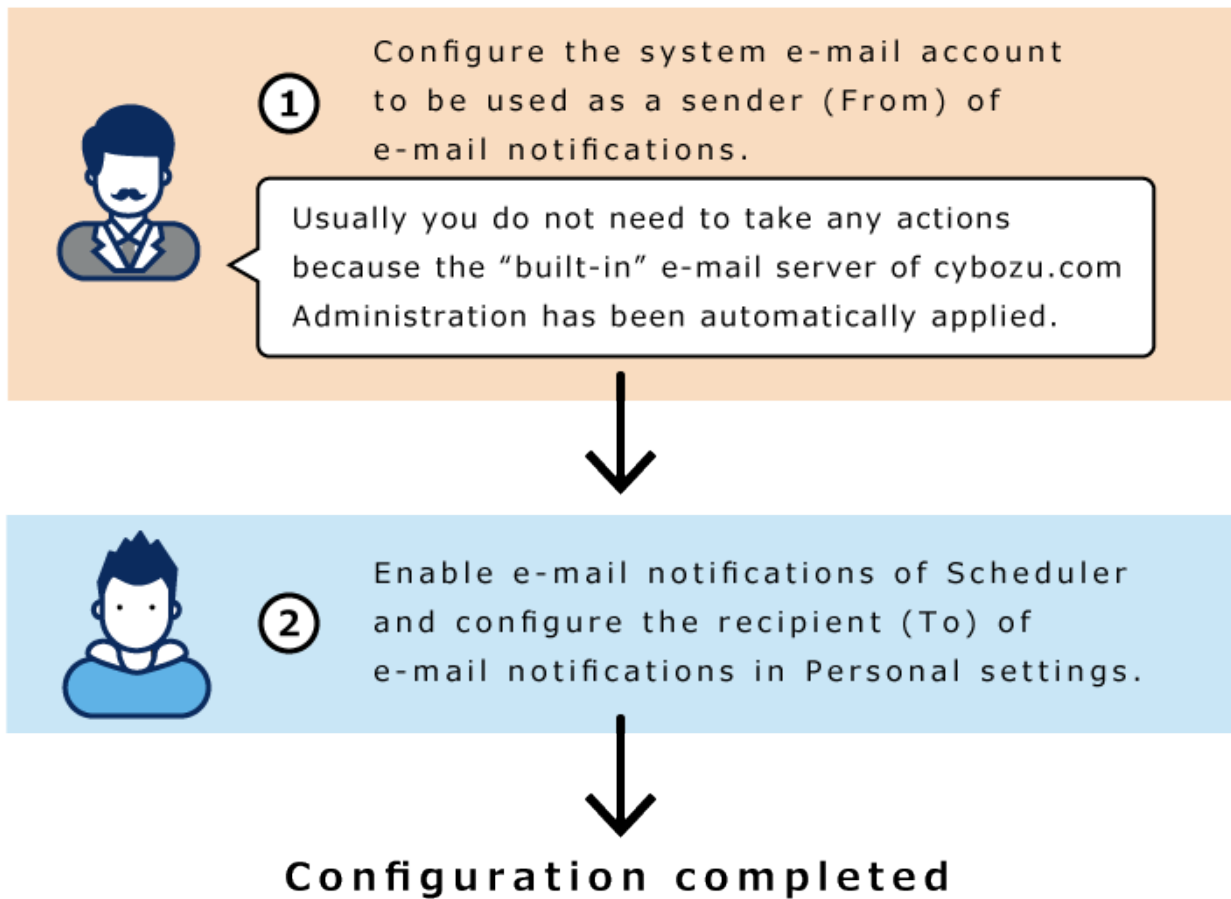 1
Configure the system e-mail account
to be used as a sender (From) of
e-mail notifications.
Usually you do not need to take any actions
because the “built-in” e-mail server of cybozu.com
Administration has been automatically applied.
2
Enable e-mail notifications of Scheduler
and configure the recipient (To) of
e-mail notifications in Personal settings.
Configuration completed